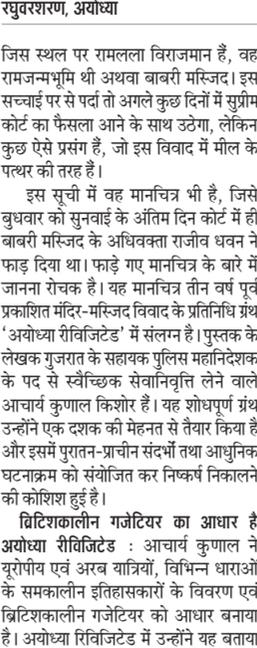 रघुवरशरण, अयोध्या
जिस स्थल पर रामलला विराजमान हैं, वह
रामजन्मभूमि थी अथवा बाबरी मस्जिद। इस
सच्चाई पर से पर्दा तो अगले कुछ दिनों में सुप्रीम
कोर्ट का फैसला आने के साथ उठेगा, लेकिन
कुछ ऐसे प्रसंग हैं, जो इस विवाद में मील के
पत्थर की तरह हैं।
इस सूची में वह मानचित्र भी है, जिसे
बुधवार को सुनवाई के अंतिम दिन कोर्ट में ही
बाबरी मस्जिद के अधिवक्ता राजीव धवन ने
फाड़ दिया था। फाड़े गए मानचित्र के बारे में
जानना रोचक है। यह मानचित्र तीन वर्ष पूर्व
प्रकाशित मंदिर-मस्जिद विवाद के प्रतिनिधि ग्रंथ
‘अयोध्या रीविजिटेड’ में संलग्न है। पुस्तक के
लेखक गुजरात के सहायक पुलिस महानिदेशक
के पद से स्वैच्छिक सेवानिवृत्ति लेने वाले
आचार्य कुणाल किशोर हैं। यह शोधपूर्ण ग्रंथ
उन्होंने एक दशक की मेहनत से तैयार किया है
और इसमें पुरातन-प्राचीन संदर्भों तथा आधुनिक
घटनाक्रम को संयोजित कर निष्कर्ष निकालने
की कोशिश हुई है।
ब्रिटिशकालीन गजेटियर का आधार है
अयोध्या रीविजिटेड : आचार्य कुणाल ने
यूरोपीय एवं अरब यात्रियों, विभिन्न धाराओं
के समकालीन इतिहासकारों के विवरण एवं
ब्रिटिशकालीन गजेटियर को आधार बनाया
है। अयोध्या रिविजिटेड में उन्होंने यह बताया